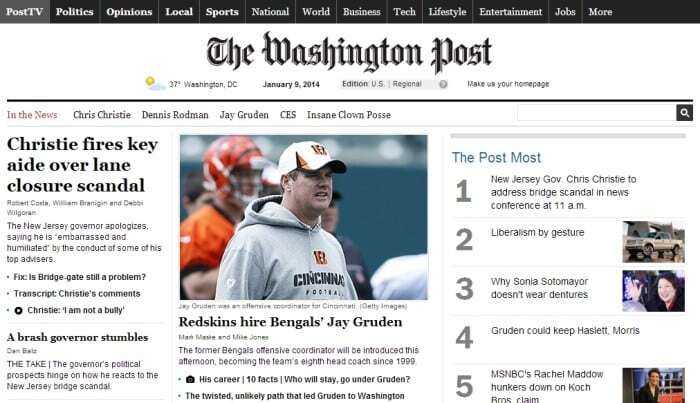 PostTV Politics Opinions Local Sports National World Business Tech Lifestyle Entertainment Jobs More
The Washington Post
37° Washington, DC January 9, 2014 Edition: U.S. | Regional ? Make us your homepage
In the News Chris Christie Dennis Rodman Jay Gruden CES Insane Clown Posse
Christie fires key
aide over lane
closure scandal
Robert Costa, William Branigin and Debbi
Wilgoren
The New Jersey governor apologizes,
saying he is 'embarrassed and
humiliated' by the conduct of some of his
top advisers.
• Fix: Is Bridge-gate still a problem?
• Transcript: Christie's comments
• Christie: 'I am not a bully'
A brash governor stumbles
Dan Balz
THE TAKE | The governor's political
prospects hinge on how he reacts to the
New Jersey bridge scandal.
CINCINNATI
FOOTBALL
Jay Gruden was an offensive coordinator for Cincinnati. (Getty Images)
Redskins hire Bengals' Jay Gruden
Mark Maske and Mike Jones
The former Bengals offensive coordinator will be introduced this
afternoon, becoming the team's eighth head coach since 1999.
• His career | 10 facts | Who will stay, go under Gruden?
• The twisted, unlikely path that led Gruden to Washington
The Post Most
1 New Jersey Gov. Chris Christie to
address bridge scandal in news
conference at 11 a.m.
2 Liberalism by gesture
3 Why Sonia Sotomayor
doesn't wear dentures
4 Gruden could keep Haslett, Morris
5 MSNBC's Rachel Maddow
hunkers down on Koch
Bros. claim